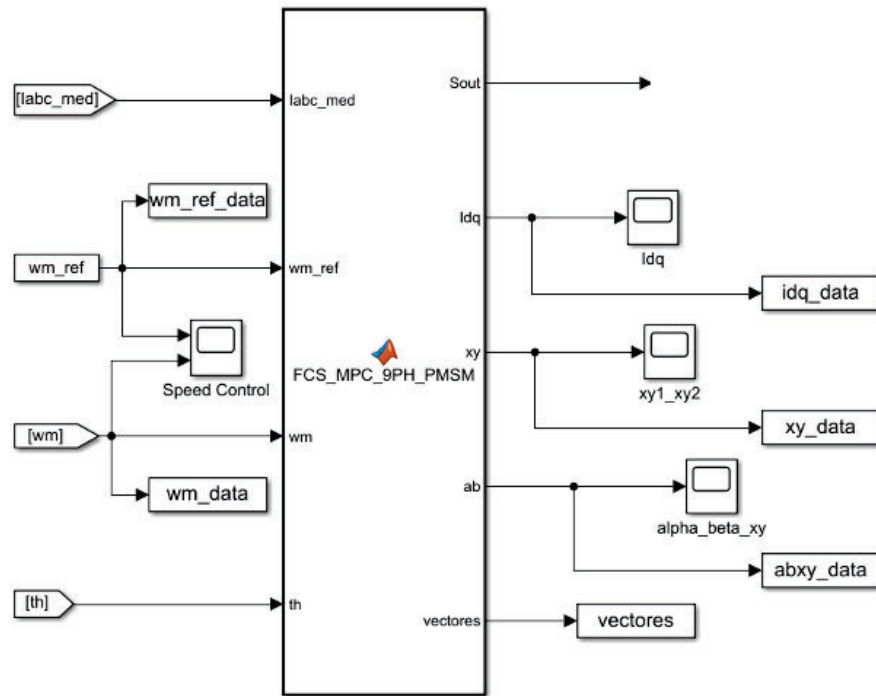 [Iabc_med]
Iabc_med
Sout
wm_ref_data
Idq
Idq
wm_ref
wm_ref
idq_data
Speed Control
FCS_MPC_9PH_PMSM
xy
xy1_xy2
xy_data
[wm]
wm
wm_data
ab
alpha_beta_xy
abxy_data
[th]
th
vectores
vectores